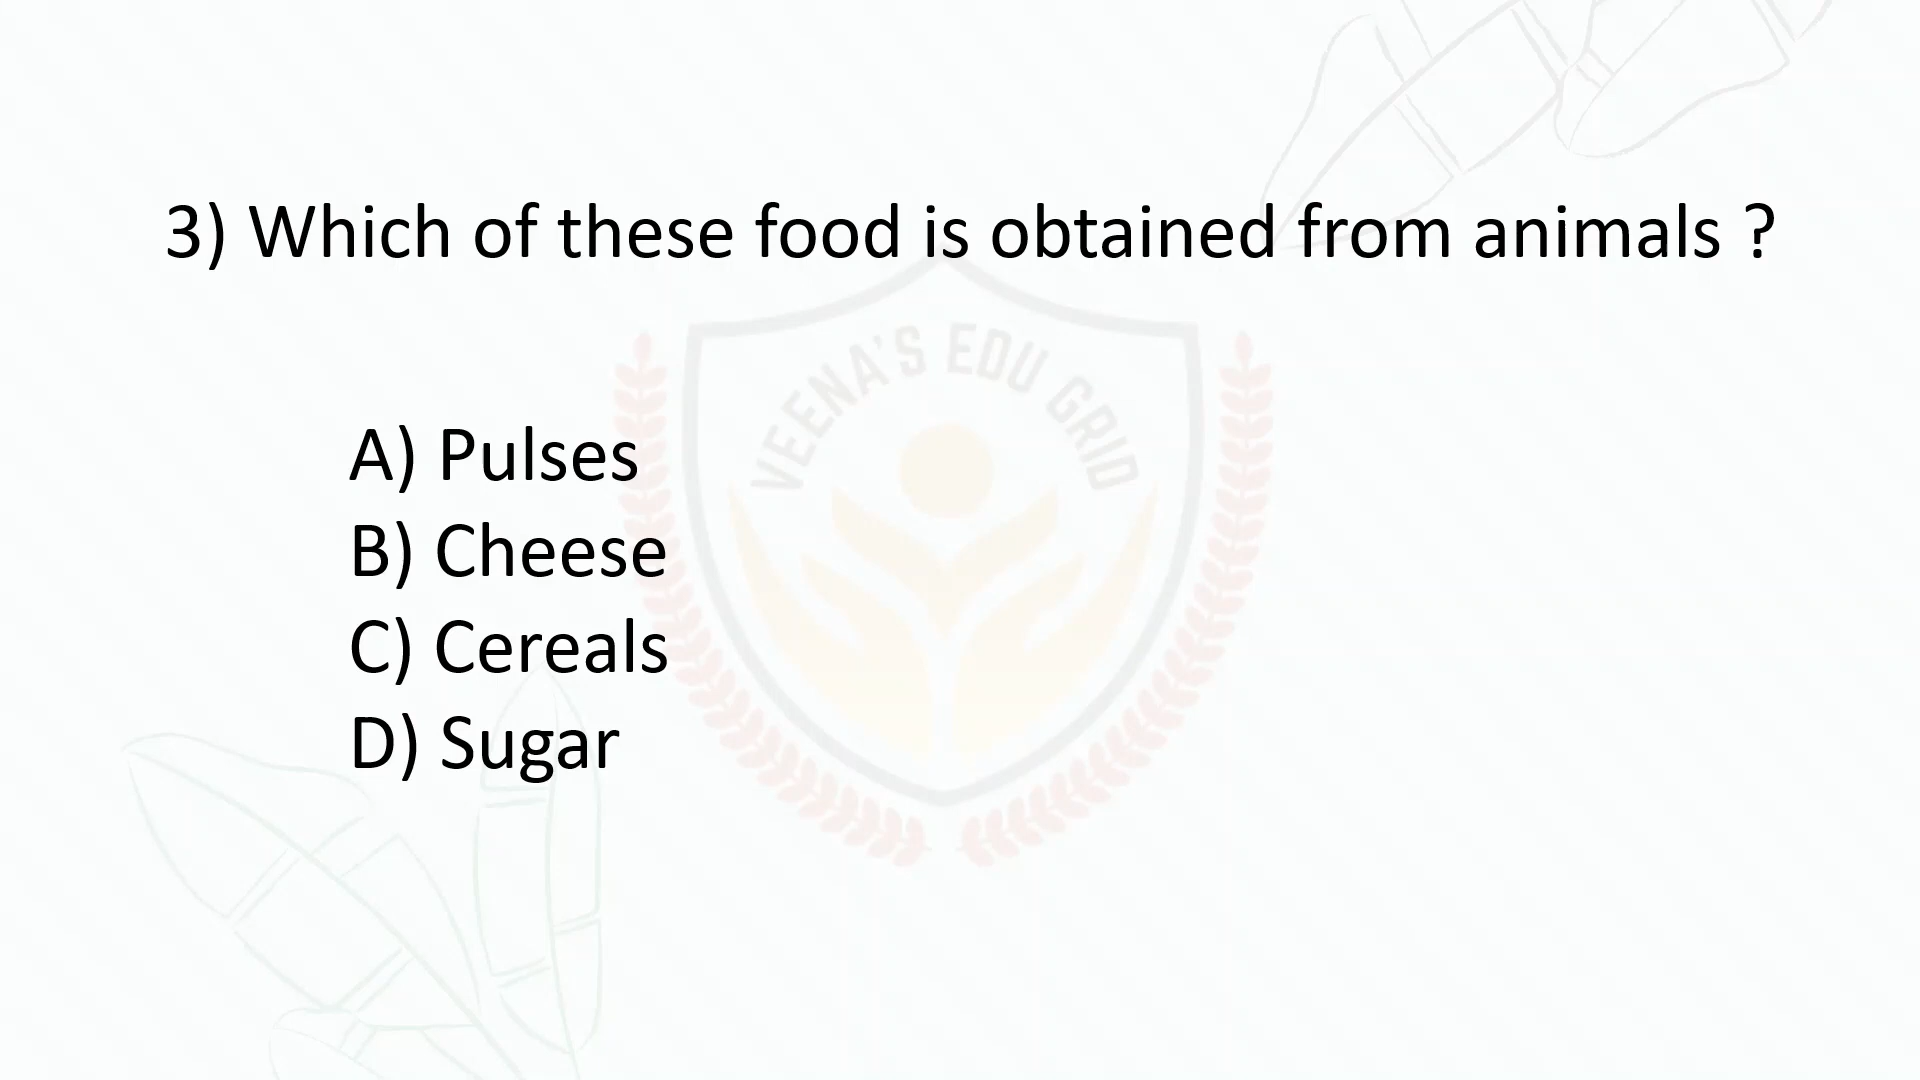 3) Which of these food is obtained from animals ?
VEENA'S EDU GRID
A) Pulses
B) Cheese
C) Cereals
D) Sugar